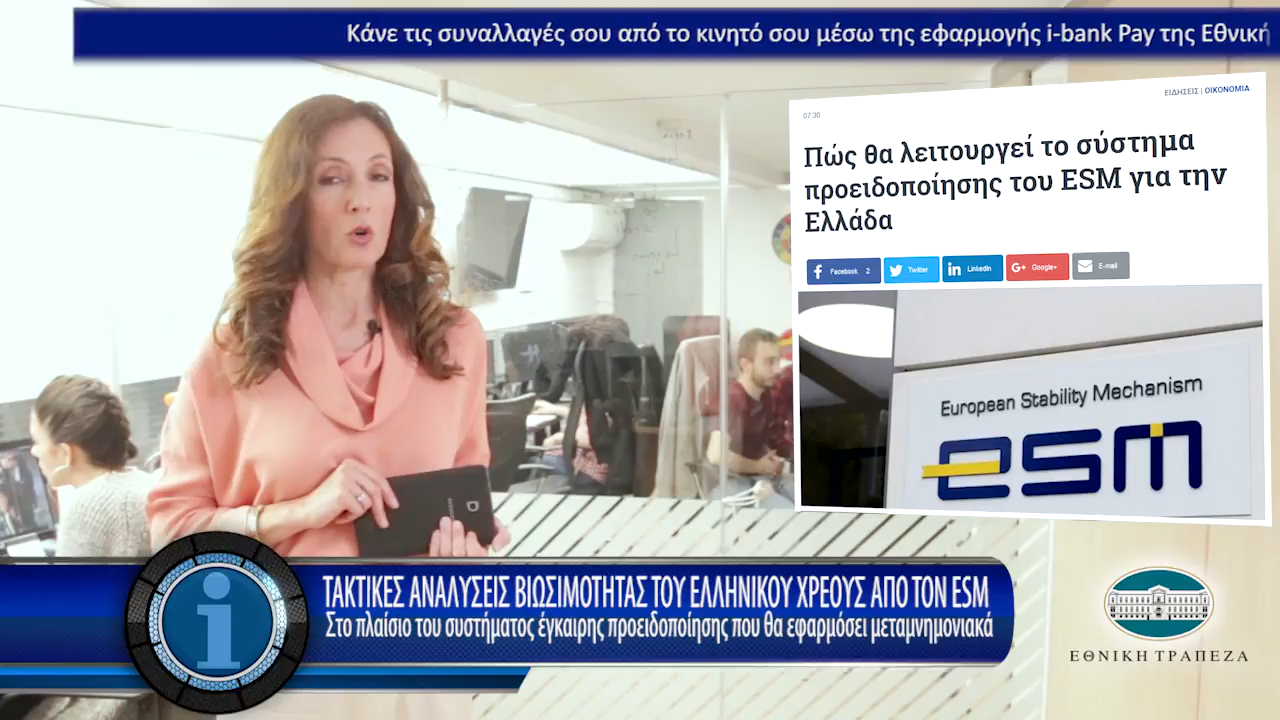 Κάνε τις συναλλαγές σου από το κινητό σου μέσω της εφαρμογής i-bank Pay της Εθνική
ΕΙΔΗΣΕΙΣ | ΟΙΚΟΝΟΜΙΑ
07:30
Πώς θα λειτουργεί το σύστημα
προειδοποίησης του ESM για την
Ελλάδα
Facebook 2 Twitter LinkedIn Google+ E-mail
European Stability Mechanism
esm
ΤΑΚΤΙΚΕΣ ΑΝΑΛΥΣΕΙΣ ΒΙΩΣΙΜΟΤΗΤΑΣ ΤΟΥ ΕΛΛΗΝΙΚΟΥ ΧΡΕΟΥΣ ΑΠΟ ΤΟΝ ESM
Στο πλαίσιο του συστήματος έγκαιρης προειδοποίησης που θα εφαρμόσει μεταμνημονιακά
ΕΘΝΙΚΗ ΤΡΑΠΕΖΑ